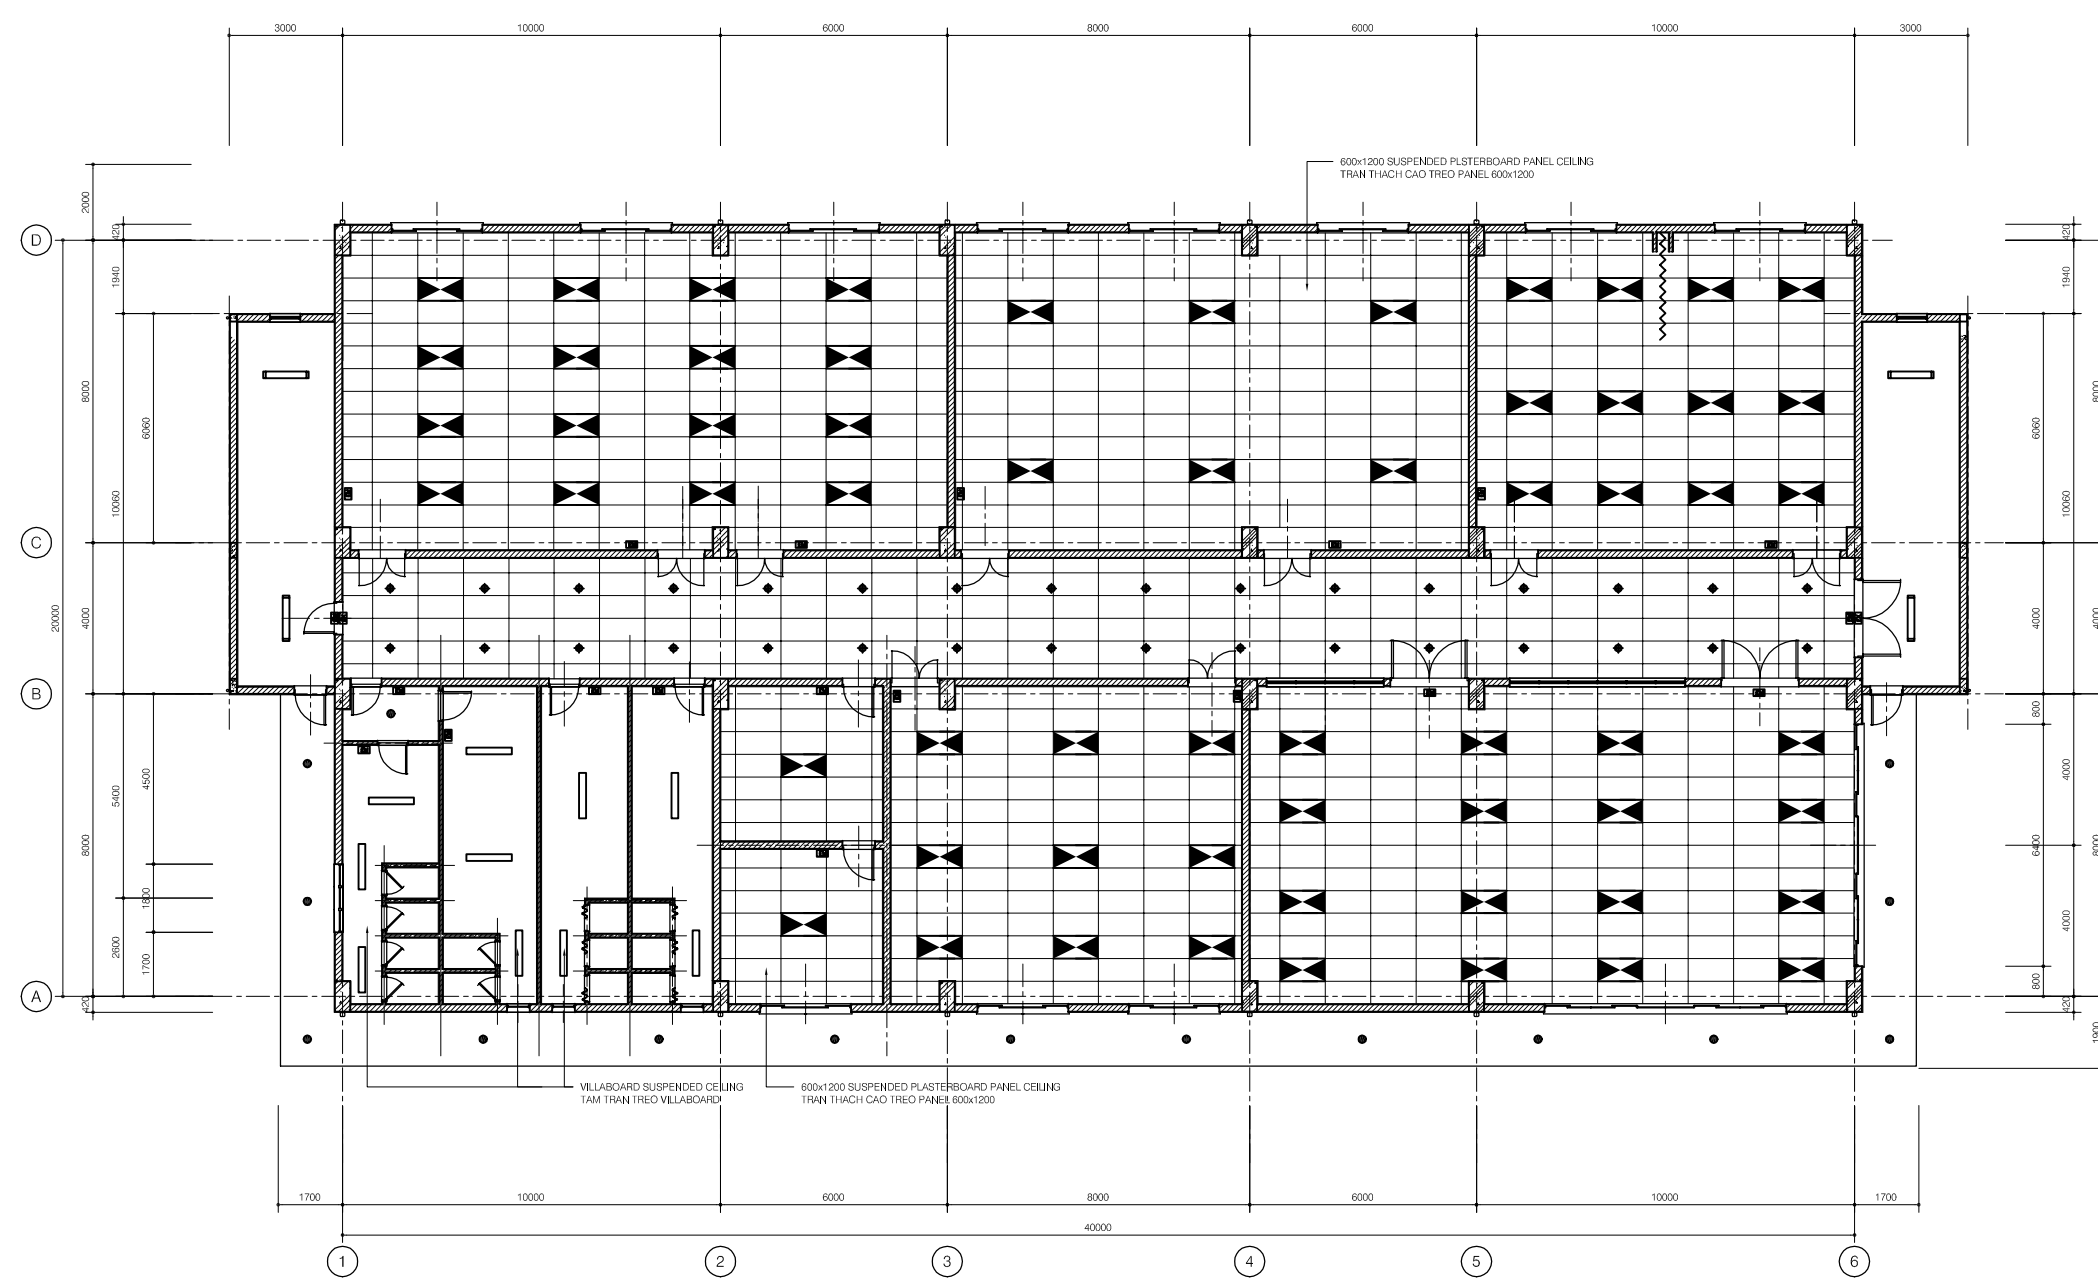 3000 10000 6000 8000 6000 10000 3000
600x1200 SUSPENDED PLSTERBOARD PANEL CEILING
TRAN THACH CAO TREO PANEL 600x1200
2000
420
420
D
1940
1940
8000
8000
6060
6060
10060
10060
C
20000
4000
4000
4000
B
800
4500
4000
5400
8000
6400
8000
1800
4000
2600
1700
800
A
420
420
1900
VILLABOARD SUSPENDED CEILING
TAM TRAN TREO VILLABOARD
600x1200 SUSPENDED PLASTERBOARD PANEL CEILING
TRAN THACH CAO TREO PANEL 600x1200
1700 10000 6000 8000 6000 10000 1700
40000
1 2 3 4 5 6